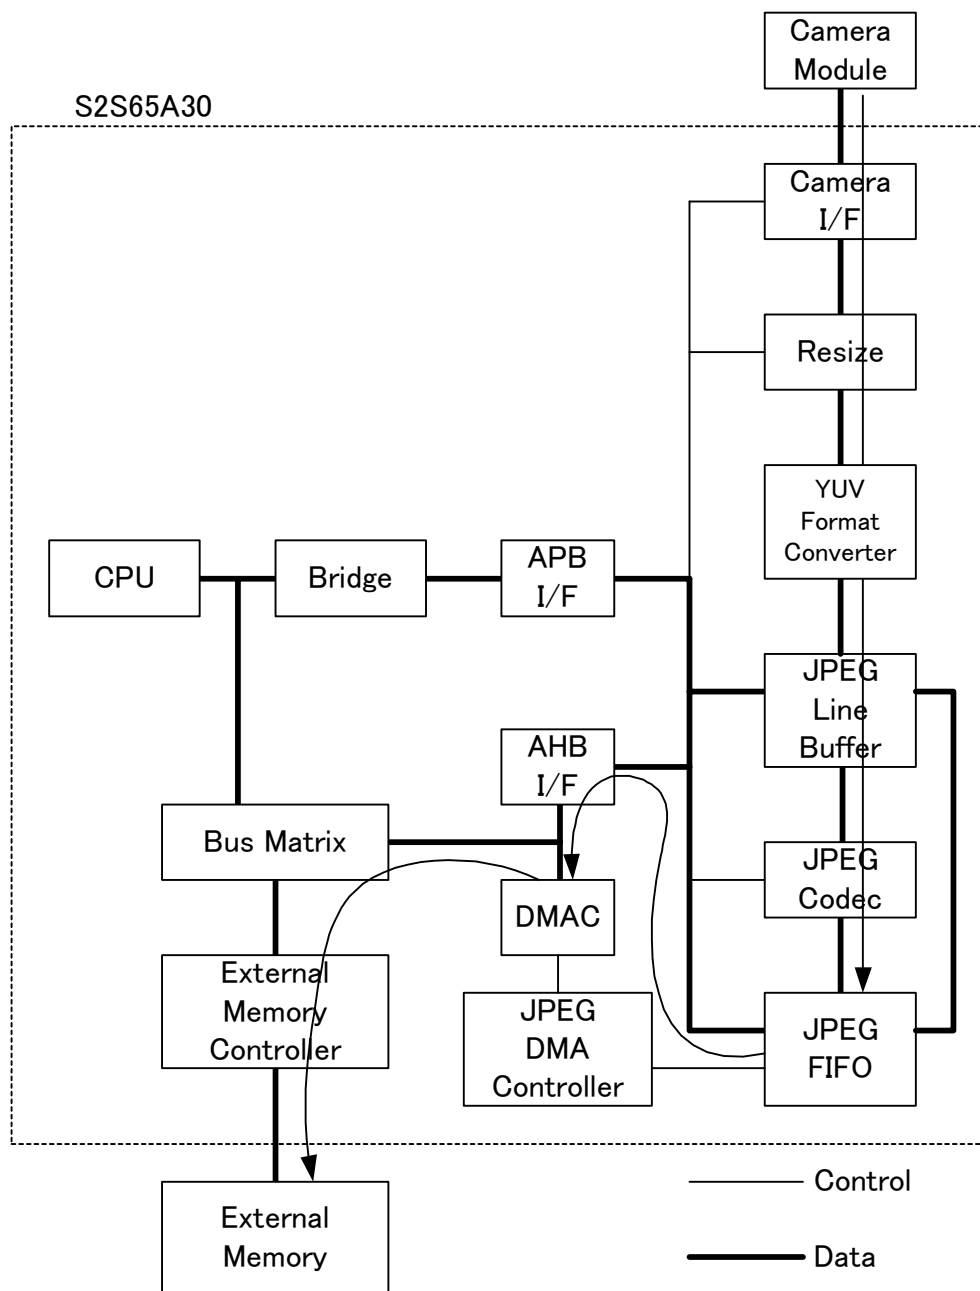 Camera
Module
S2S65A30
Camera
I/F
Resize
YUV
Format
Converter
CPU
Bridge
APB
I/F
JPEG
Line
Buffer
AHB
I/F
Bus Matrix
JPEG
Codec
DMAC
External
Memory
Controller
JPEG
DMA
Controller
JPEG
FIFO
Control
External
Memory
Data